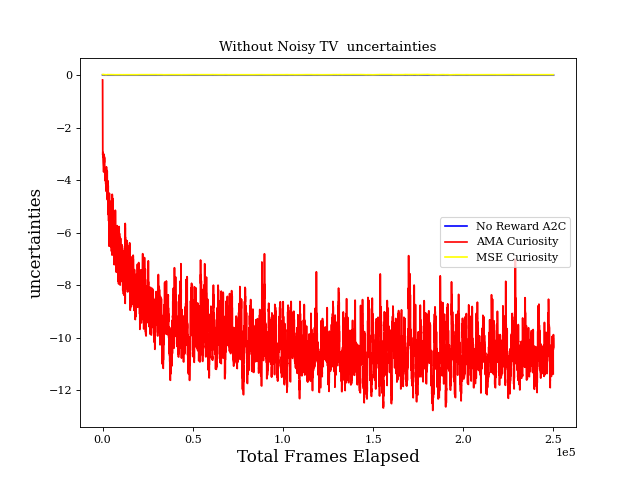 Without Noisy TV  uncertainties
uncertainties
0
−2
−4
−6
−8
−10
−12
No Reward A2C
AMA Curiosity
MSE Curiosity
0.0 0.5 1.0 1.5 2.0 2.5
1e5
Total Frames Elapsed